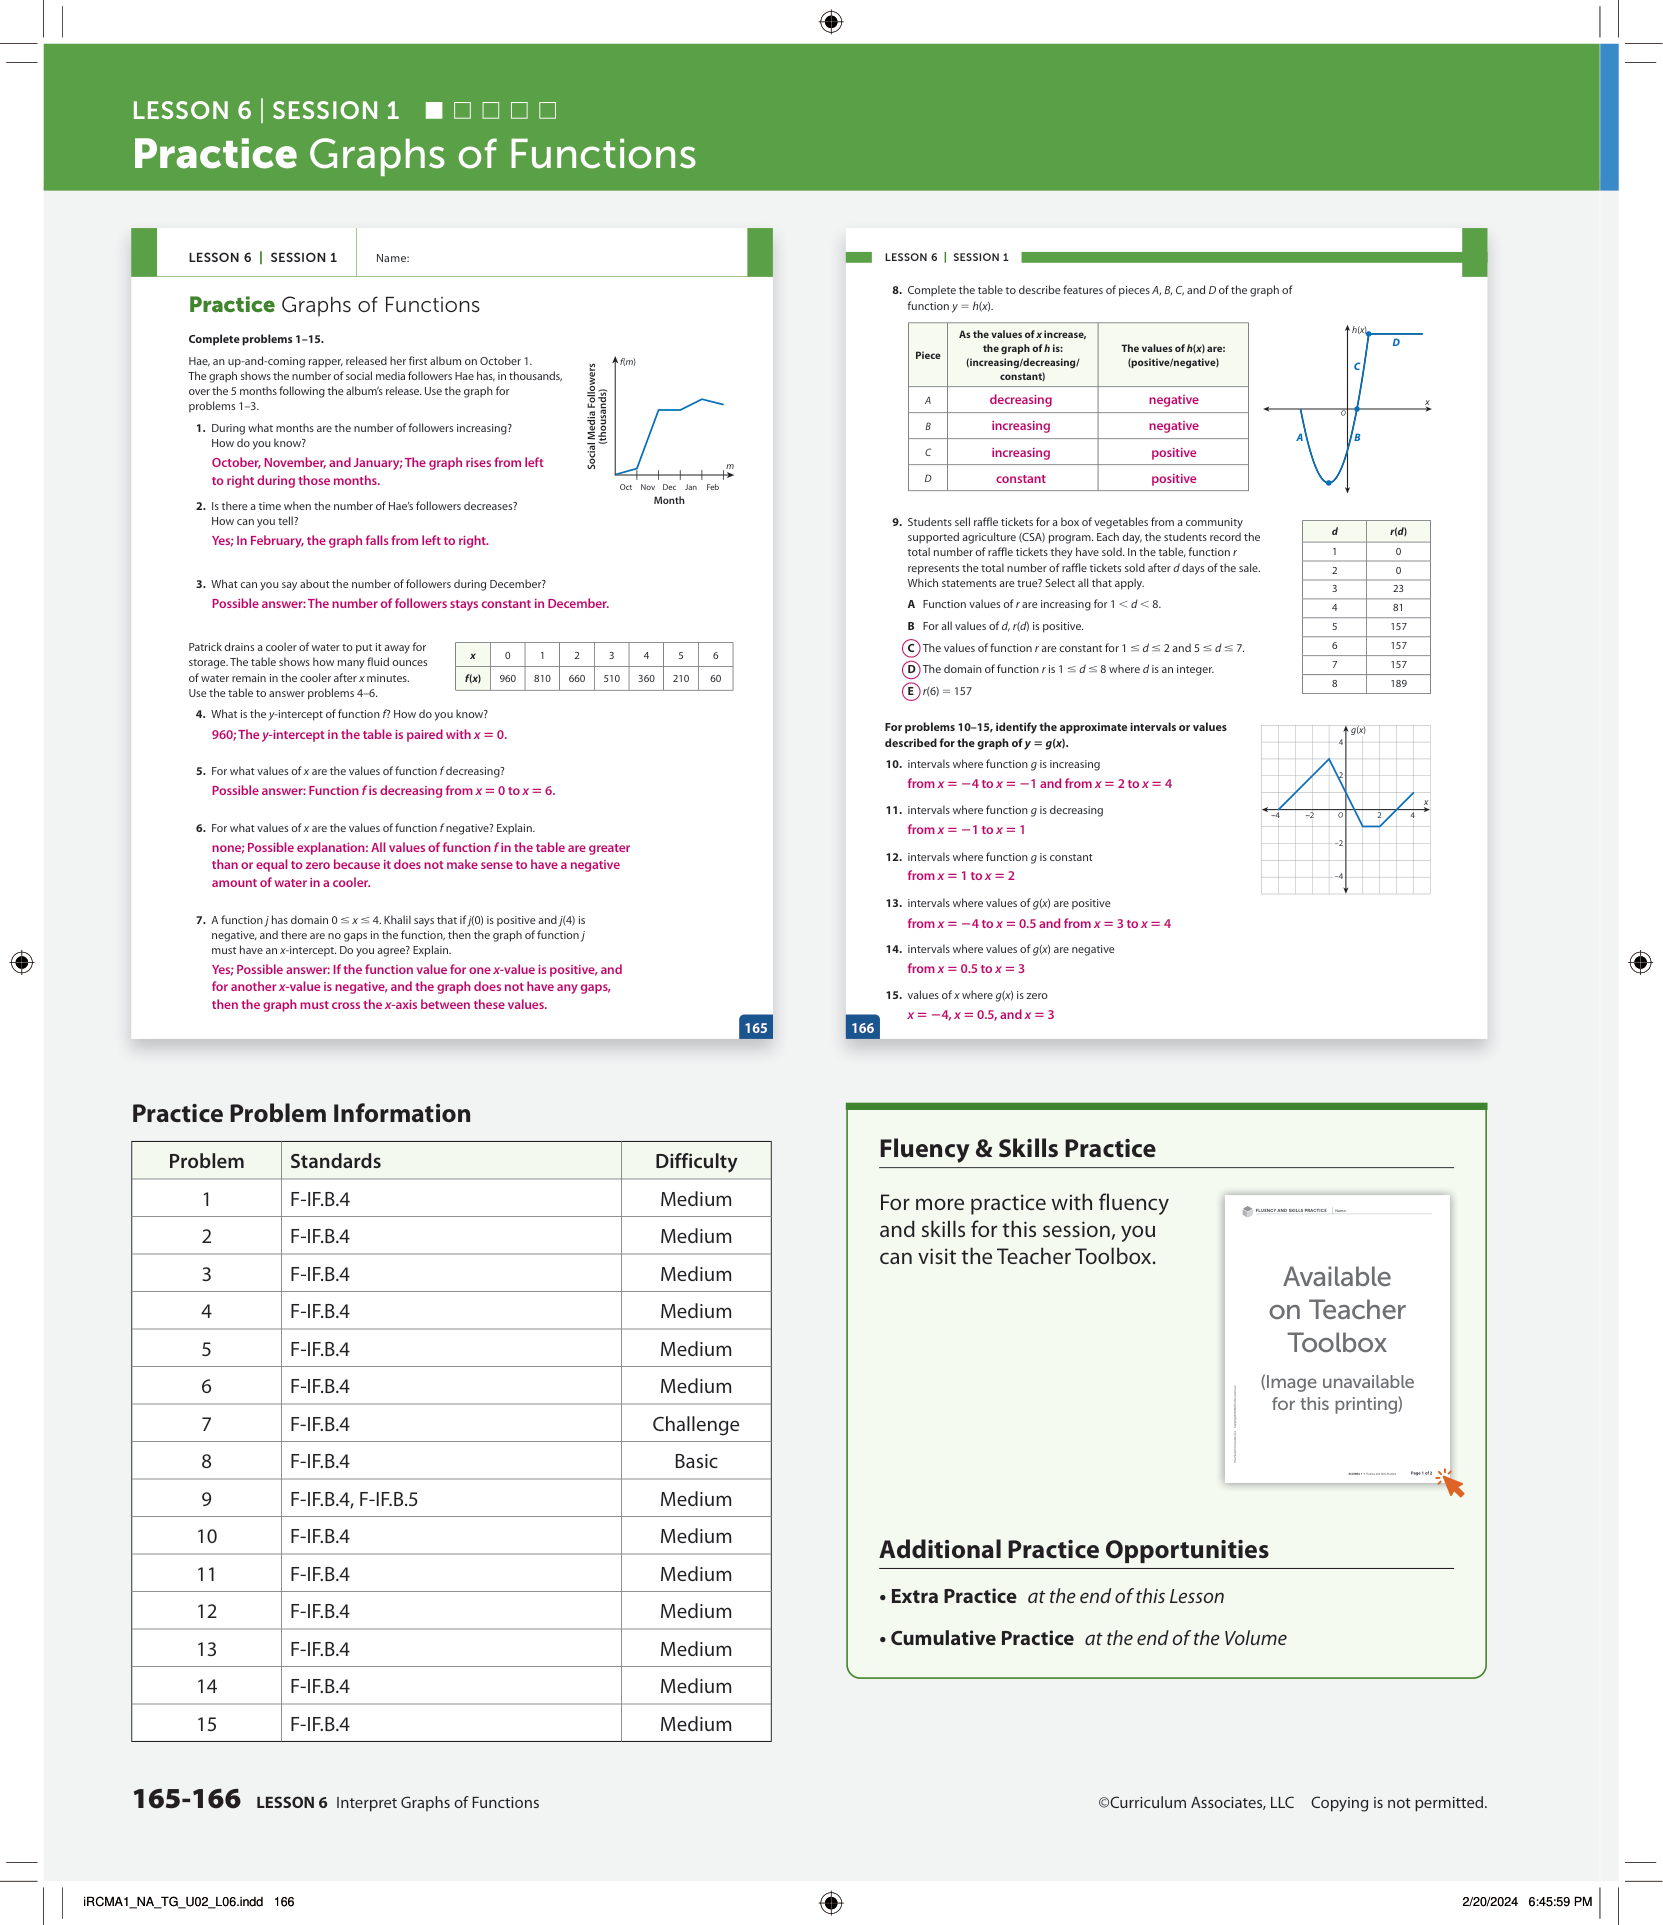 LESSON 6 | SESSION 1
Practice Graphs of Functions
LESSON 6 | SESSION 1
Name:
Practice Graphs of Functions
Complete problems 1–15.
Hae, an up-and-coming rapper, released her first album on October 1.
The graph shows the number of social media followers Hae has, in thousands,
over the 5 months following the album's release. Use the graph for
problems 1–3.
1. During what months are the number of followers increasing?
How do you know?
October, November, and January; The graph rises from left
to right during those months.
2. Is there a time when the number of Hae's followers decreases?
How can you tell?
Yes; In February, the graph falls from left to right.
3. What can you say about the number of followers during December?
Possible answer: The number of followers stays constant in December.
Social Media Followers
(thousands)
f(m)
m
Oct Nov Dec Jan Feb
Month
Patrick drains a cooler of water to put it away for
storage. The table shows how many fluid ounces
of water remain in the cooler after x minutes.
Use the table to answer problems 4–6.
x 0 1 2 3 4 5 6
f(x) 960 810 660 510 360 210 60
4. What is the y-intercept of function f? How do you know?
960; The y-intercept in the table is paired with x = 0.
5. For what values of x are the values of function f decreasing?
Possible answer: Function f is decreasing from x = 0 to x = 6.
6. For what values of x are the values of function f negative? Explain.
none; Possible explanation: All values of function f in the table are greater
than or equal to zero because it does not make sense to have a negative
amount of water in a cooler.
7. A function j has domain 0 ≤ x ≤ 4. Khalil says that if j(0) is positive and j(4) is
negative, and there are no gaps in the function, then the graph of function j
must have an x-intercept. Do you agree? Explain.
Yes; Possible answer: If the function value for one x-value is positive, and
for another x-value is negative, and the graph does not have any gaps,
then the graph must cross the x-axis between these values.
165
LESSON 6 | SESSION 1
8. Complete the table to describe features of pieces A, B, C, and D of the graph of
function y = h(x).
Piece
As the values of x increase,
the graph of h is:
(increasing/decreasing/
constant)
The values of h(x) are:
(positive/negative)
A decreasing negative
B increasing negative
C increasing positive
D constant positive
h(x)
D
C
x
0
A
B
9. Students sell raffle tickets for a box of vegetables from a community
supported agriculture (CSA) program. Each day, the students record the
total number of raffle tickets they have sold. In the table, function r
represents the total number of raffle tickets sold after d days of the sale.
Which statements are true? Select all that apply.
A Function values of r are increasing for 1 < d < 8.
B For all values of d, r(d) is positive.
C The values of function r are constant for 1 ≤ d ≤ 2 and 5 ≤ d ≤ 7.
D The domain of function r is 1 ≤ d ≤ 8 where d is an integer.
E r(6) = 157
d r(d)
1 0
2 0
3 23
4 81
5 157
6 157
7 157
8 189
For problems 10–15, identify the approximate intervals or values
described for the graph of y = g(x).
10. intervals where function g is increasing
from x = −4 to x = −1 and from x = 2 to x = 4
11. intervals where function g is decreasing
from x = −1 to x = 1
12. intervals where function g is constant
from x = 1 to x = 2
13. intervals where values of g(x) are positive
from x = −4 to x = 0.5 and from x = 3 to x = 4
14. intervals where values of g(x) are negative
from x = 0.5 to x = 3
15. values of x where g(x) is zero
x = −4, x = 0.5, and x = 3
g(x)
4
2
x
−4 −2 O 2 4
−2
−4
166
Practice Problem Information
Problem Standards Difficulty
1 F-IF.B.4 Medium
2 F-IF.B.4 Medium
3 F-IF.B.4 Medium
4 F-IF.B.4 Medium
5 F-IF.B.4 Medium
6 F-IF.B.4 Medium
7 F-IF.B.4 Challenge
8 F-IF.B.4 Basic
9 F-IF.B.4, F-IF.B.5 Medium
10 F-IF.B.4 Medium
11 F-IF.B.4 Medium
12 F-IF.B.4 Medium
13 F-IF.B.4 Medium
14 F-IF.B.4 Medium
15 F-IF.B.4 Medium
Fluency & Skills Practice
For more practice with fluency
and skills for this session, you
can visit the Teacher Toolbox.
FLUENCY AND SKILLS PRACTICE | Name:
Available
on Teacher
Toolbox
(Image unavailable
for this printing)
Page 1 of 2
Additional Practice Opportunities
• Extra Practice at the end of this Lesson
• Cumulative Practice at the end of the Volume
165-166 LESSON 6 Interpret Graphs of Functions
©Curriculum Associates, LLC Copying is not permitted.
iRCMA1_NA_TG_U02_L06.indd 166
2/20/2024 6:45:59 PM